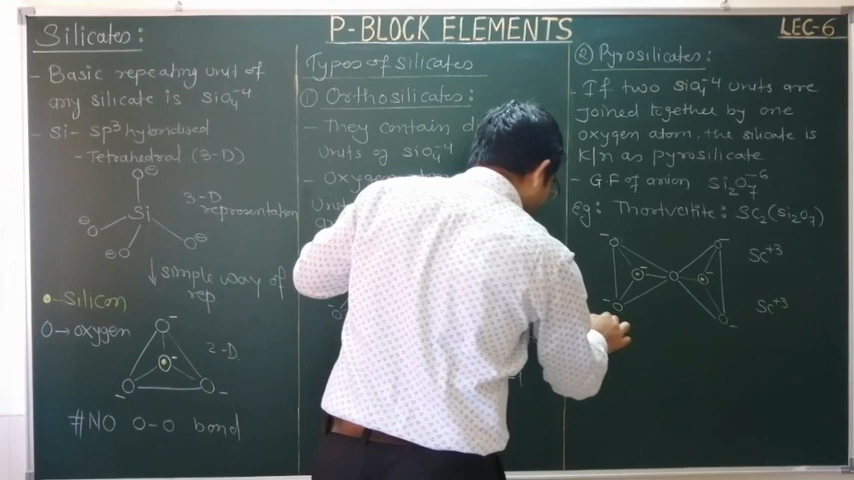 P-BLOCK ELEMENTS
LEC-6
Silicates:
- Basic repeating unit of
any silicate is SiO₄⁻⁴
- Si- sp³ hybridised
- Tetrahedral (3-D)
Si
3-D
representation
simple way of
rep
- Silicon
O → oxygen
2-D
#NO O-O bond
Types of silicates
① Orthosilicates:
- They contain d
units of SiO₄⁻⁴
- Oxygen
② Pyrosilicates:
- If two SiO₄⁻⁴ units are
joined together by one
oxygen atom, the silicate is
k/n as pyrosilicate
- G.F of anion Si₂O₇⁻⁶
Eg: Thortveitite: Sc₂(Si₂O₇)
Sc⁺³
Sc⁺³